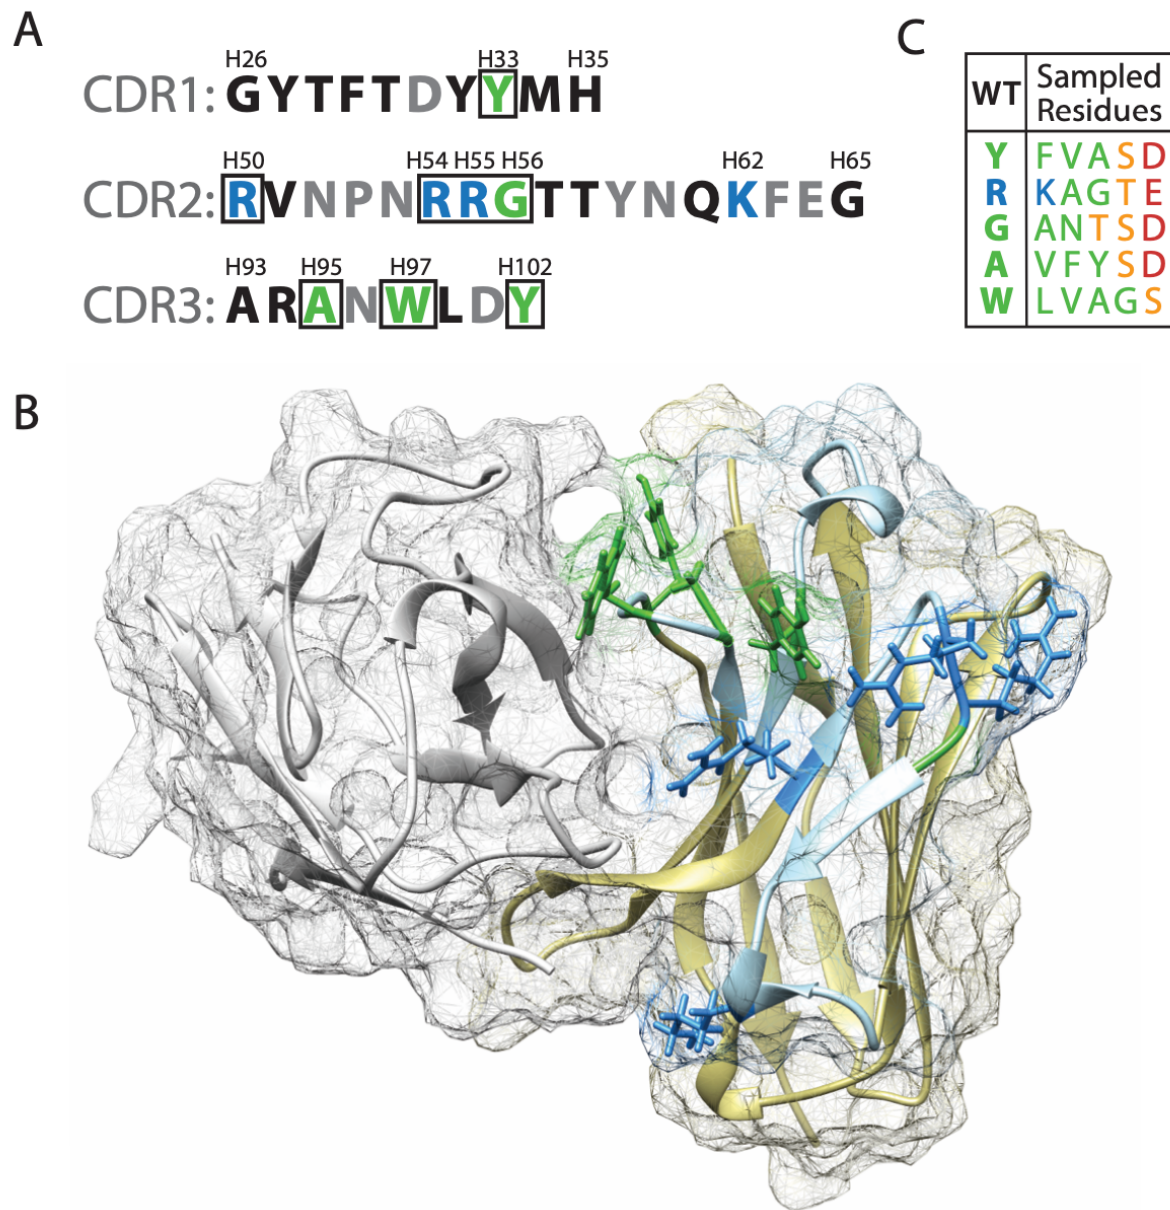 A
H26 H33 H35
CDR1: GYTFTDYYMH
H50 H54 H55 H56 H62 H65
CDR2: RVNPNRRGTTYNQKFEG
H93 H95 H97 H102
CDR3: ARANWLDY
C
WT Sampled Residues
Y FVASD
R KAGTE
G ANTSD
A VFYSD
W LVAGS
B